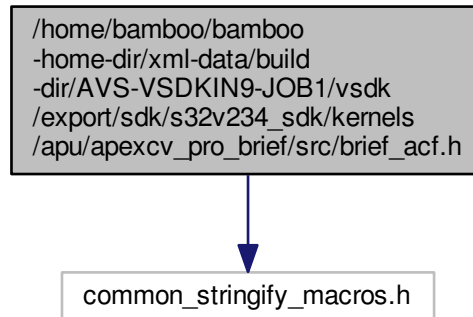 /home/bamboo/bamboo
-home-dir/xml-data/build
-dir/AVS-VSDKIN9-JOB1/vsdk
/export/sdk/s32v234_sdk/kernels
/apu/apexcv_pro_brief/src/brief_acf.h
common_stringify_macros.h